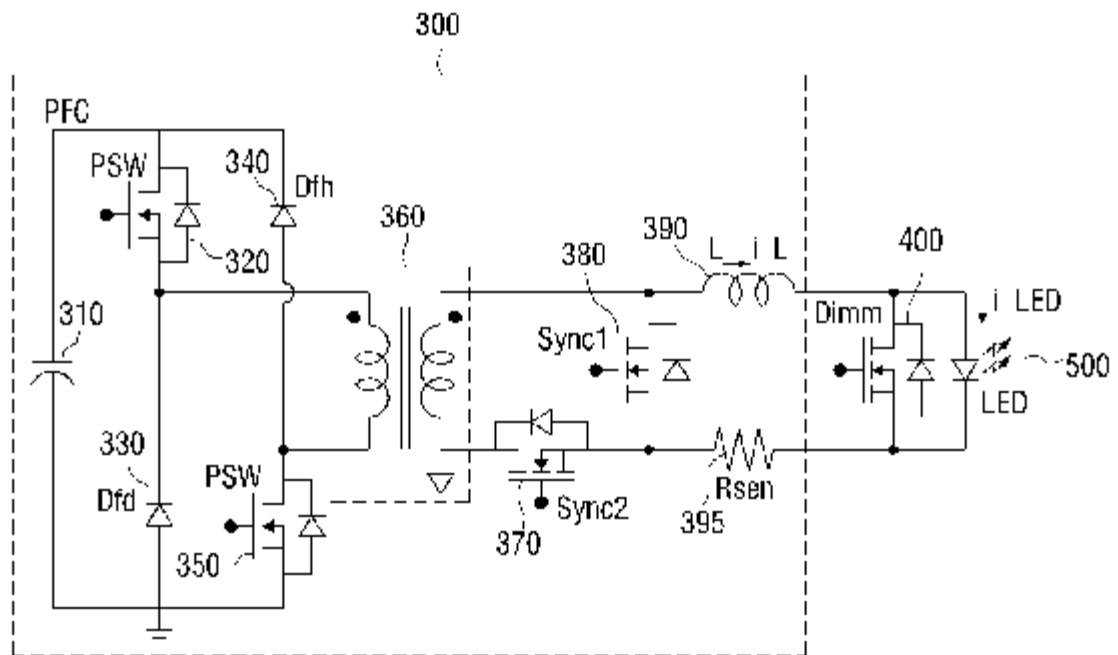 300
PFC
PSW
340
Dfh
320
360
390
L i L
380
400
Dimm
i LED
310
Sync1
500
LED
330
Dfd
PSW
350
Sync2
370
Rsen
395